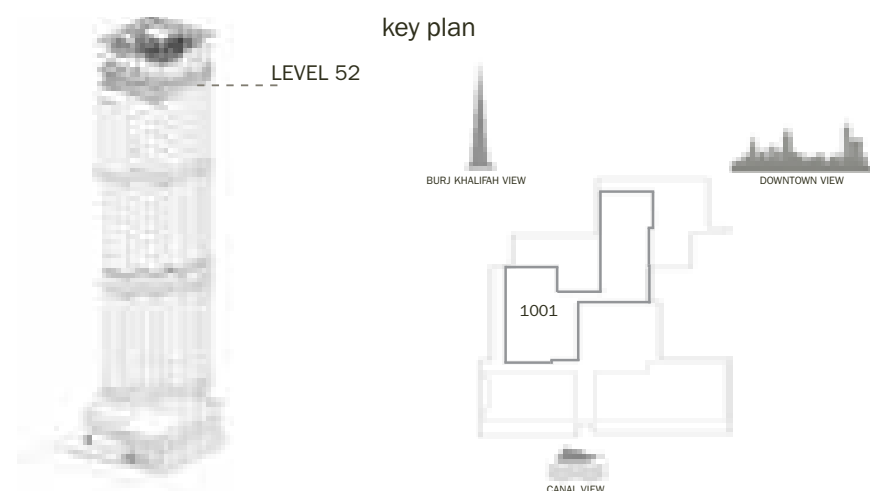 key plan
LEVEL 52
BURJ KHALIFAH VIEW
DOWNTOWN VIEW
1001
CANAL VIEW